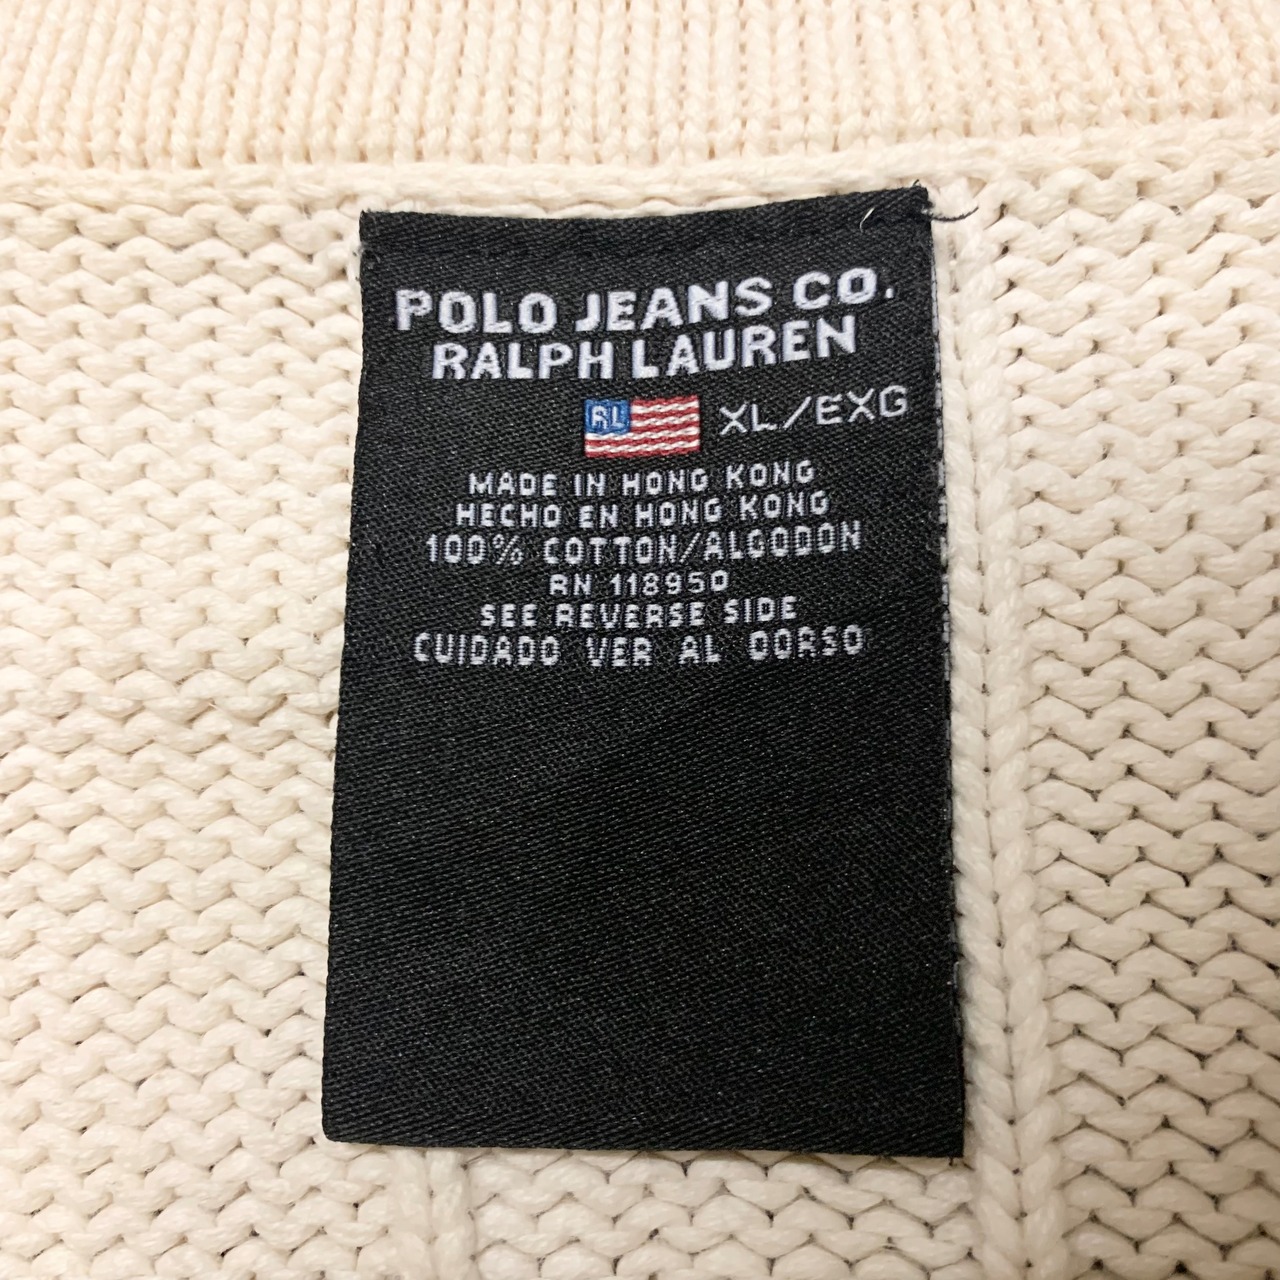 POLO JEANS CO.
RALPH LAUREN
RL XL/EXG
MADE IN HONG KONG
HECHO EN HONG KONG
100% COTTON/ALGODON
RN 118950
SEE REVERSE SIDE
CUIDADO VER AL DORSO